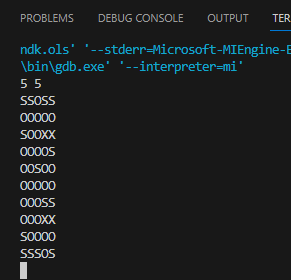 PROBLEMS DEBUG CONSOLE OUTPUT TER
ndk.ols' '--stderr=Microsoft-MIEngine-E
\bin\gdb.exe' '--interpreter=mi'
5 5
SSOSS
OOOOO
SOOXX
OOOOS
OOSOO
OOOOO
OOOSS
OOOXX
SOOOO
SSSOS